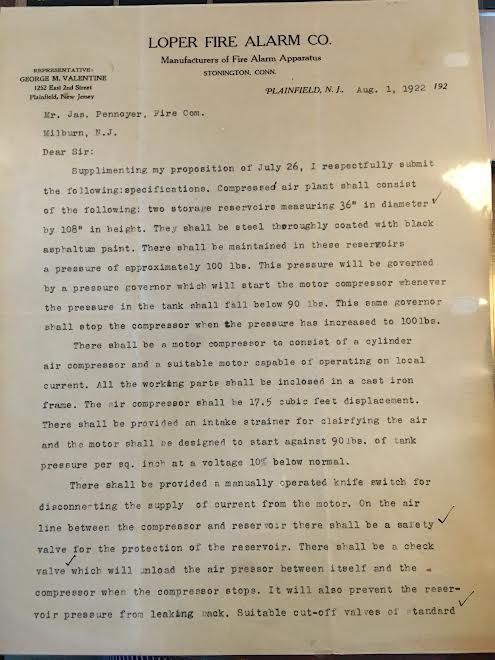 LOPER FIRE ALARM CO.
Manufacturers of Fire Alarm Apparatus
STONINGTON, CONN.
REPRESENTATIVE:
GEORGE M. VALENTINE
1252 East 2nd Street
Plainfield, New Jersey
PLAINFIELD, N. J., Aug. 1, 1922 192
Mr. Jas. Pennoyer, Fire Com.
Milburn, N.J.
Dear Sir:
Supplimenting my proposition of July 26, I respectfully submit
the following:specifications. Compressed air plant shall consist
of the following: two storage reservoirs measuring 36" in diameter ✓
by 108" in height. They shall be steel thoroughly coated with black
asphaltum paint. There shall be maintained in these reservoirs
a pressure of approximately 100 lbs. This pressure will be governed
by a pressure governor which will start the motor compressor whenever
the pressure in the tank shall fall below 90 lbs. This same governor
shall stop the compressor when the pressure has increased to 100lbs.
There shall be a motor compressor to consist of a cylinder
air compressor and a suitable motor capable of operating on local
current. All the working parts shall be inclosed in a cast iron
frame. The air compressor shall be 17.5 cubic feet displacement.
There shall be provided an intake strainer for clairfying the air
and the motor shall be designed to start against 90lbs. of tank
pressure per sq. inch at a voltage 10% below normal.
There shall be provided a manually operated knife switch for
disconnecting the supply of current from the motor. On the air
line between the compressor and reservoir there shall be a safety ✓
valve for the protection of the reservoir. There shall be a check
valve ✓ which will unload the air pressor between itself and the
compressor when the compressor stops. It will also prevent the reser-
voir pressure from leaking back. Suitable cut-off valves of standard ✓